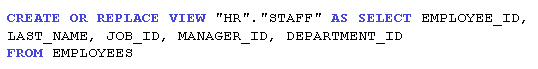 CREATE OR REPLACE VIEW "HR"."STAFF" AS SELECT EMPLOYEE_ID,
LAST_NAME, JOB_ID, MANAGER_ID, DEPARTMENT_ID
FROM EMPLOYEES